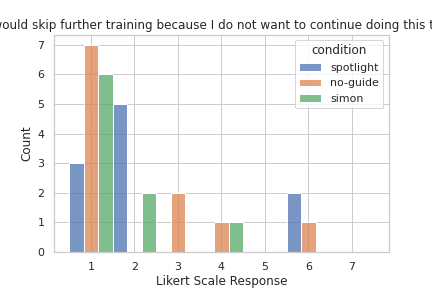 would skip further training because I do not want to continue doing this t
7
6
5
4
3
2
1
0
Count
condition
spotlight
no-guide
simon
1 2 3 4 5 6 7
Likert Scale Response